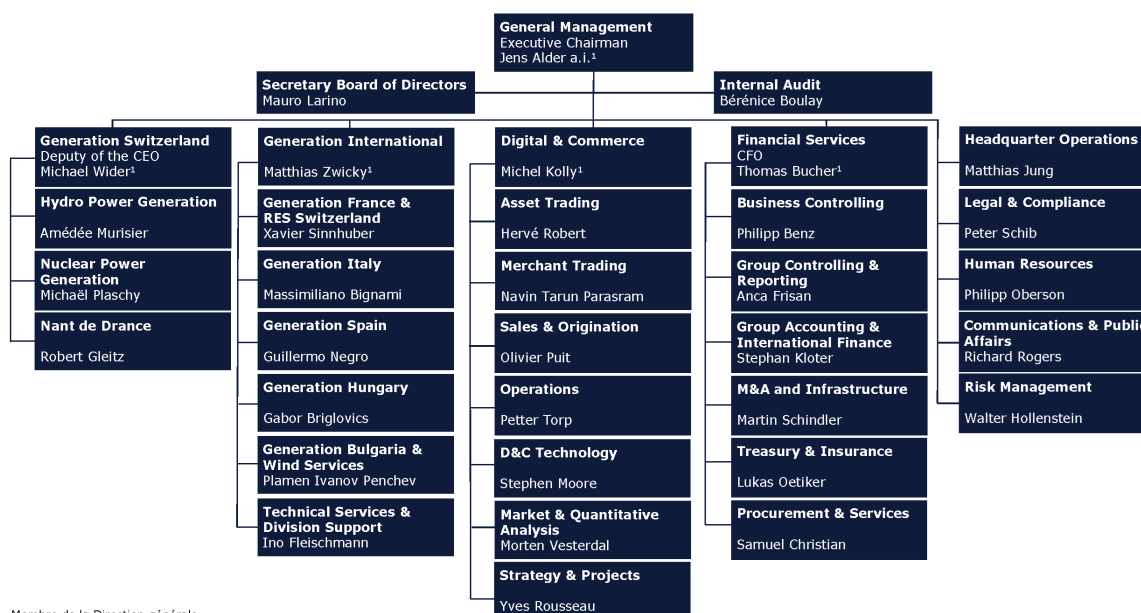 General Management
Executive Chairman
Jens Alder a.i.¹
Secretary Board of Directors
Mauro Larino
Internal Audit
Bérénice Boulay
Generation Switzerland
Deputy of the CEO
Michael Wider¹
Hydro Power Generation
Amédée Murisier
Nuclear Power
Generation
Michaël Plaschy
Nant de Drance
Robert Gleitz
Generation International
Matthias Zwicky¹
Generation France &
RES Switzerland
Xavier Sinnhuber
Generation Italy
Massimiliano Bignami
Generation Spain
Guillermo Negro
Generation Hungary
Gabor Briglovics
Generation Bulgaria &
Wind Services
Plamen Ivanov Penchev
Technical Services &
Division Support
Ino Fleischmann
Digital & Commerce
Michel Kolly¹
Asset Trading
Hervé Robert
Merchant Trading
Navin Tarun Parasram
Sales & Origination
Olivier Puit
Operations
Petter Torp
D&C Technology
Stephen Moore
Market & Quantitative
Analysis
Morten Vesterdal
Strategy & Projects
Yves Rousseau
Financial Services
CFO
Thomas Bucher¹
Business Controlling
Philipp Benz
Group Controlling &
Reporting
Anca Frisan
Group Accounting &
International Finance
Stephan Kloter
M&A and Infrastructure
Martin Schindler
Treasury & Insurance
Lukas Oetiker
Procurement & Services
Samuel Christian
Headquarter Operations
Matthias Jung
Legal & Compliance
Peter Schib
Human Resources
Philipp Oberson
Communications & Public
Affairs
Richard Rogers
Risk Management
Walter Hollenstein
Membre de la Direction générale